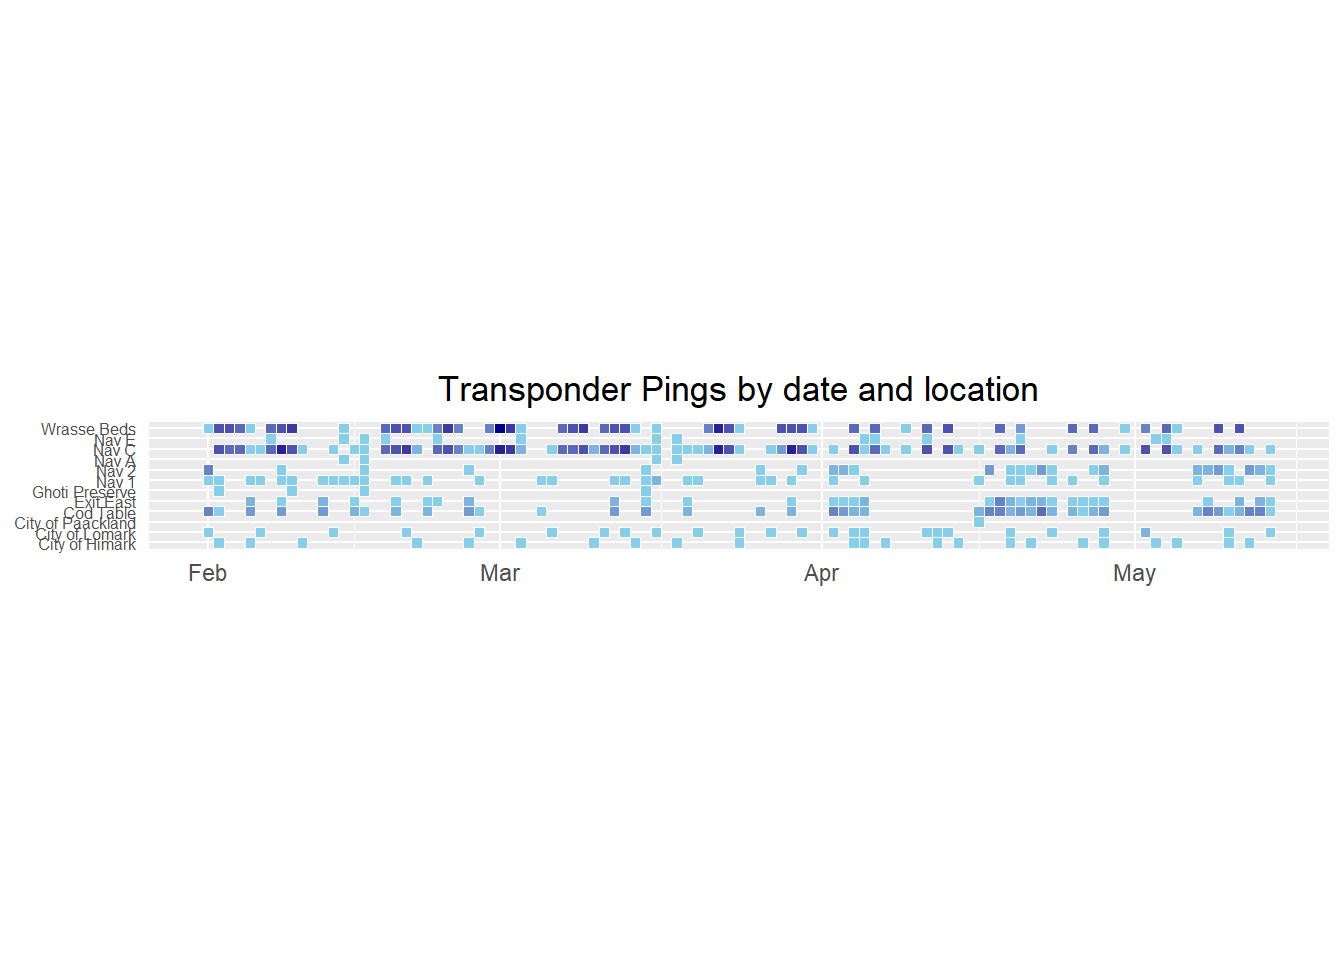 Transponder Pings by date and location
Wrasse Beds
Nav E
Nav C
Nav A
Nav 2
Nav 1
Ghoti Preserve
Exit East
Cod Table
City of Paackland
City of Lomark
City of Himark
Feb Mar Apr May